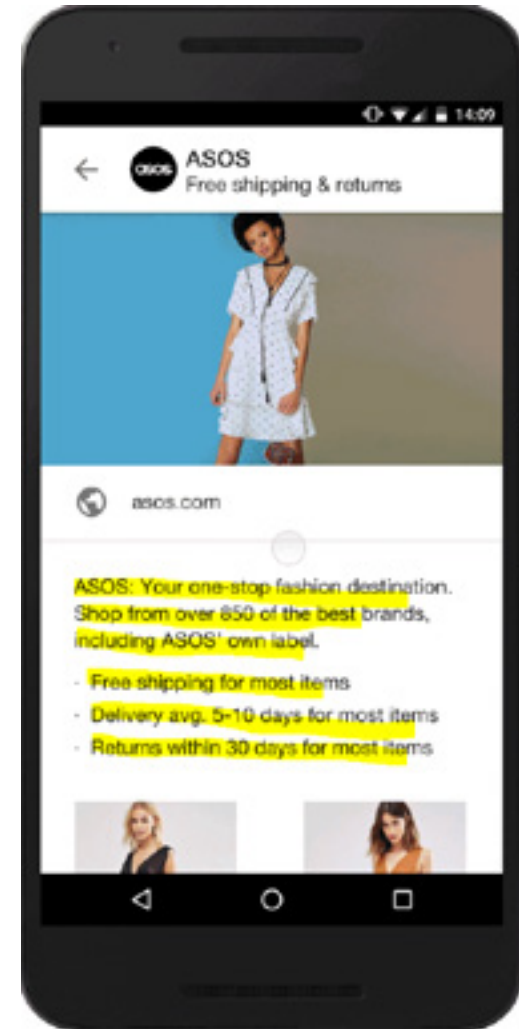 14:09
asos ASOS
Free shipping & returns
asos.com
ASOS: Your one-stop fashion destination.
Shop from over 850 of the best brands,
including ASOS' own label.
· Free shipping for most items
· Delivery avg. 5-10 days for most items
· Returns within 30 days for most items